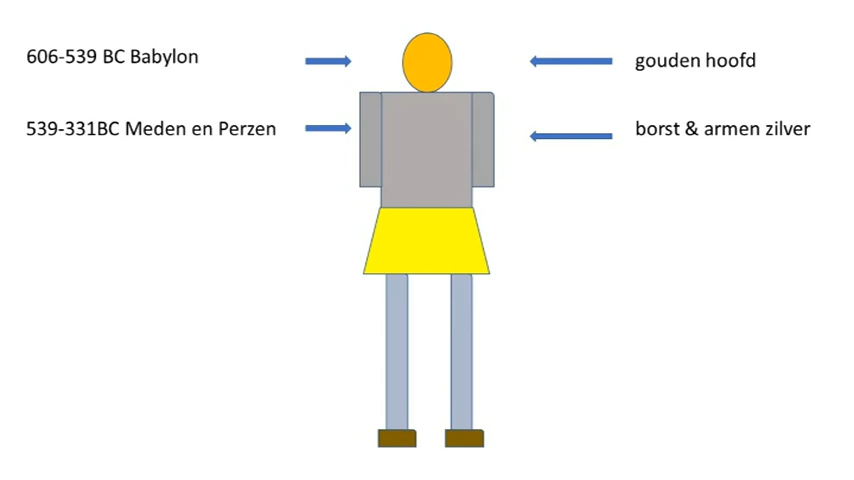 606-539 BC Babylon
gouden hoofd
539-331BC Meden en Perzen
borst & armen zilver